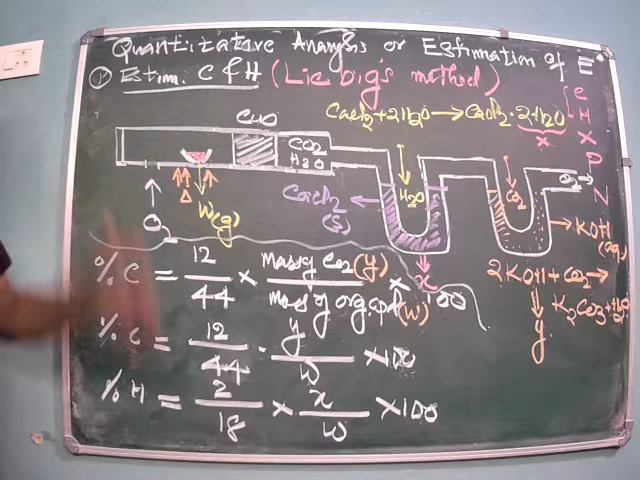 Quantitative Analysis or Estimation of E
① Estim. C & H (Liebig's method)
C
H
X
P
N
CuO
CaCl2 + 2H2O → CaCl2·2H2O
x
CO2
H2O
O2
Δ
W(g)
CaCl2
(s)
H2O
CO2
O2
KOH
(aq)
x
2KOH + CO2 →
K2CO3 + H2O
y
% C = 12/44 × Mass of CO2 (y)/Mass of org. cpd (w) × 100
% C = 12/44 · y/w × 100
% H = 2/18 × x/w × 100